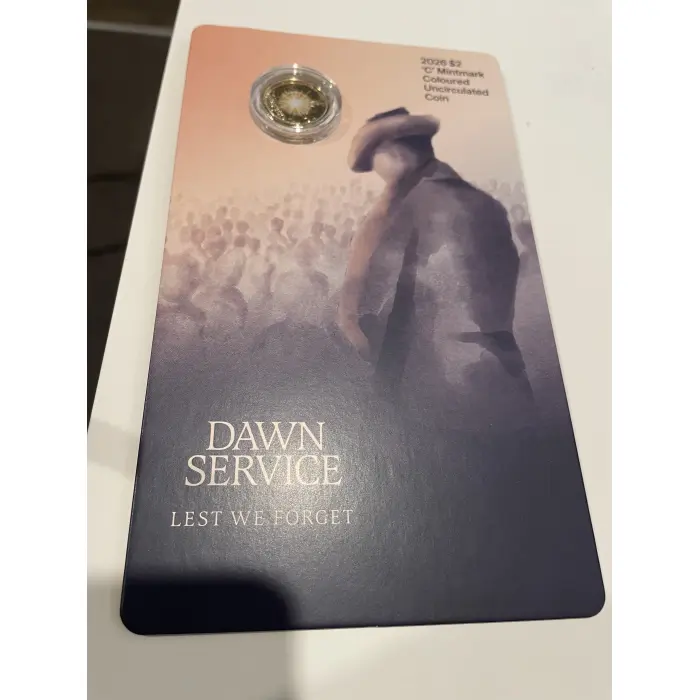 2026 $2
'C' Mintmark
Coloured
Uncirculated
Coin
DAWN
SERVICE
LEST WE FORGET